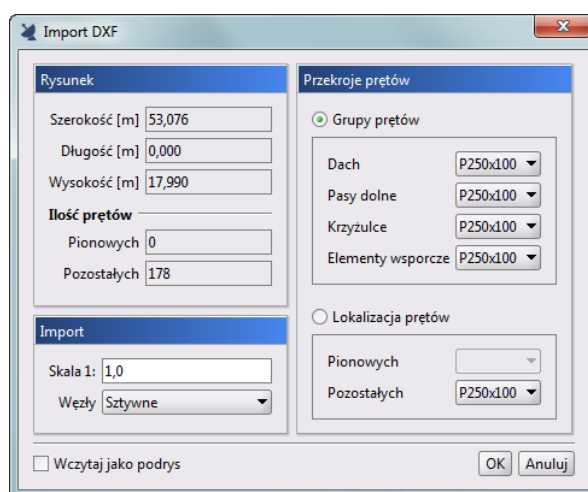 Import DXF
Rysunek
Szerokość [m] 53,076
Długość [m] 0,000
Wysokość [m] 17,990
Ilość prętów
Pionowych 0
Pozostałych 178
Import
Skala 1: 1,0
Węzły Sztywne
Przekroje prętów
Grupy prętów
Dach P250x100
Pasy dolne P250x100
Krzyżulce P250x100
Elementy wsporcze P250x100
Lokalizacja prętów
Pionowych
Pozostałych P250x100
Wczytaj jako podrys
OK Anuluj